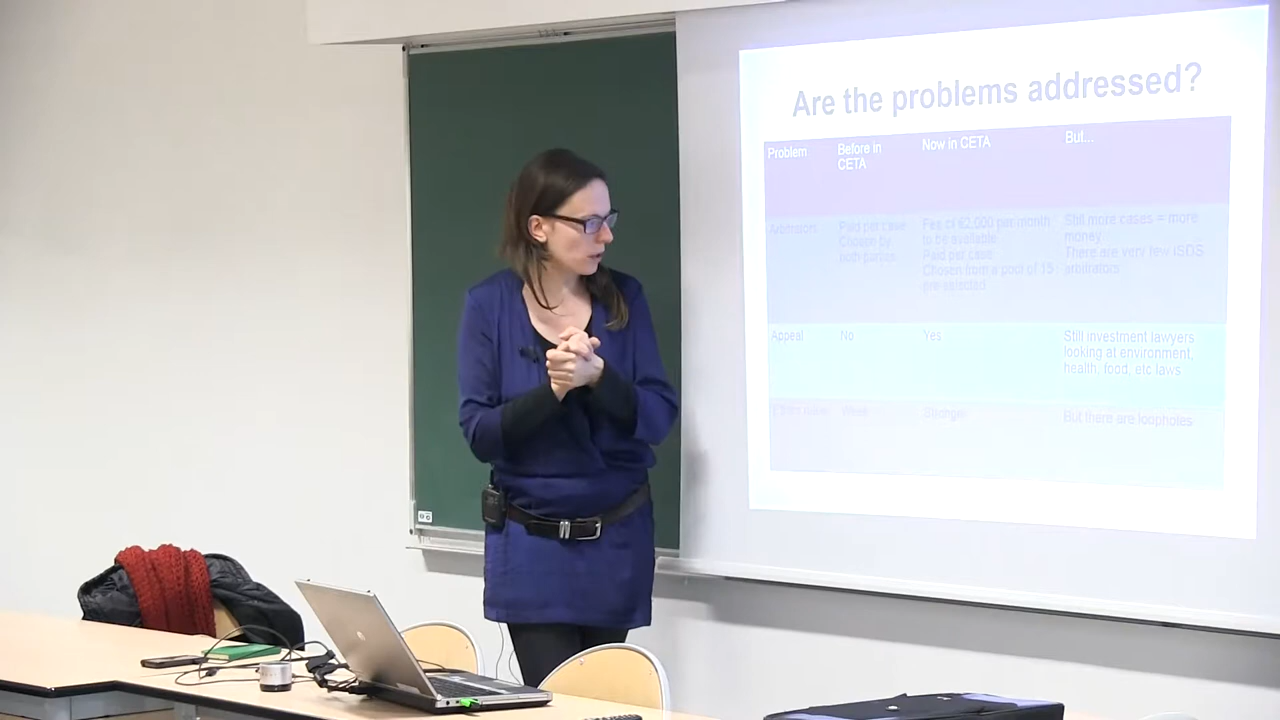 Are the problems addressed?
Problem
Before in
CETA
Now in CETA
But...
Arbitrators
Paid per case
Chosen by
both parties
Fee of €2,000 per month
to be available
Paid per case
Chosen from a pool of 15
pre-selected
Still more cases = more
money
There are very few ISDS
arbitrators
Appeal
No
Yes
Still investment lawyers
looking at environment,
health, food, etc laws
Weak
Stronger
But there are loopholes